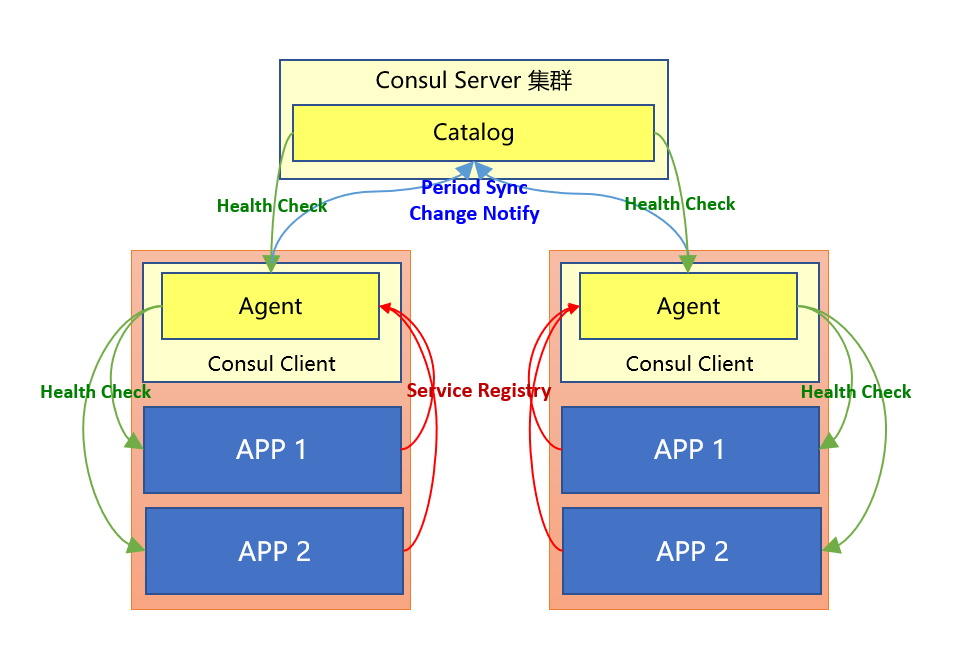 Consul Server 集群
Catalog
Health Check
Period Sync
Change Notify
Health Check
Agent
Consul Client
Agent
Consul Client
Health Check
Service Registry
Health Check
APP 1
APP 1
APP 2
APP 2